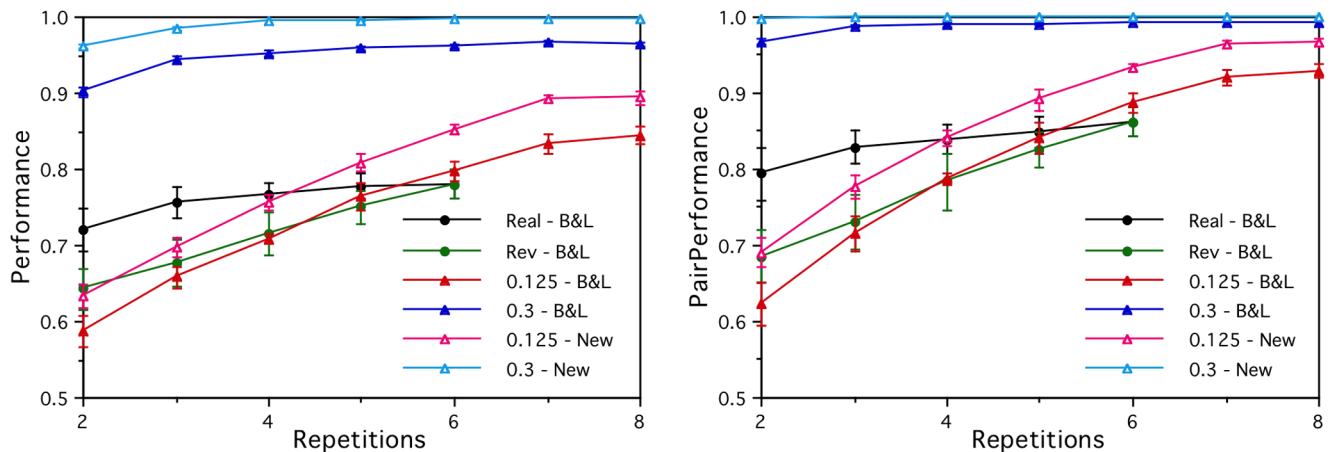 Performance
1.0
0.9
0.8
0.7
0.6
0.5
2
4
6
8
Repetitions
Real - B&L
Rev - B&L
0.125 - B&L
0.3 - B&L
0.125 - New
0.3 - New
PairPerformance
1.0
0.9
0.8
0.7
0.6
0.5
2
4
6
8
Repetitions
Real - B&L
Rev - B&L
0.125 - B&L
0.3 - B&L
0.125 - New
0.3 - New